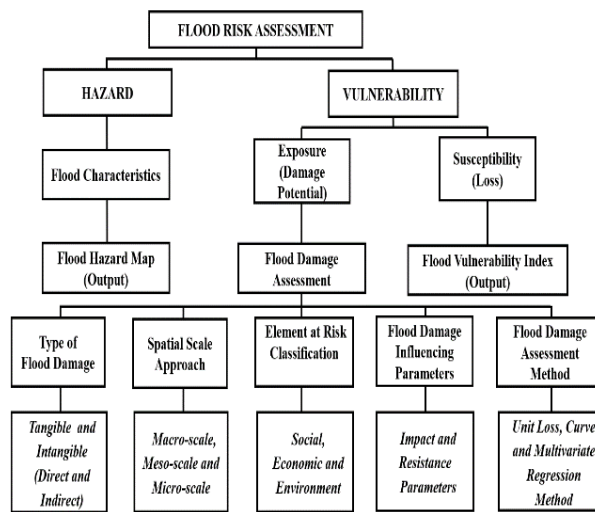 FLOOD RISK ASSESSMENT
HAZARD
VULNERABILITY
Flood Characteristics
Exposure
(Damage
Potential)
Susceptibility
(Loss)
Flood Hazard Map
(Output)
Flood Damage
Assessment
Flood Vulnerability Index
(Output)
Type of
Flood Damage
Spatial Scale
Approach
Element at Risk
Classification
Flood Damage
Influencing
Parameters
Flood Damage
Assessment
Method
Tangible and
Intangible
(Direct and
Indirect)
Macro-scale,
Meso-scale and
Micro-scale
Social,
Economic and
Environment
Impact and
Resistance
Parameters
Unit Loss, Curve
and Multivariate
Regression
Method